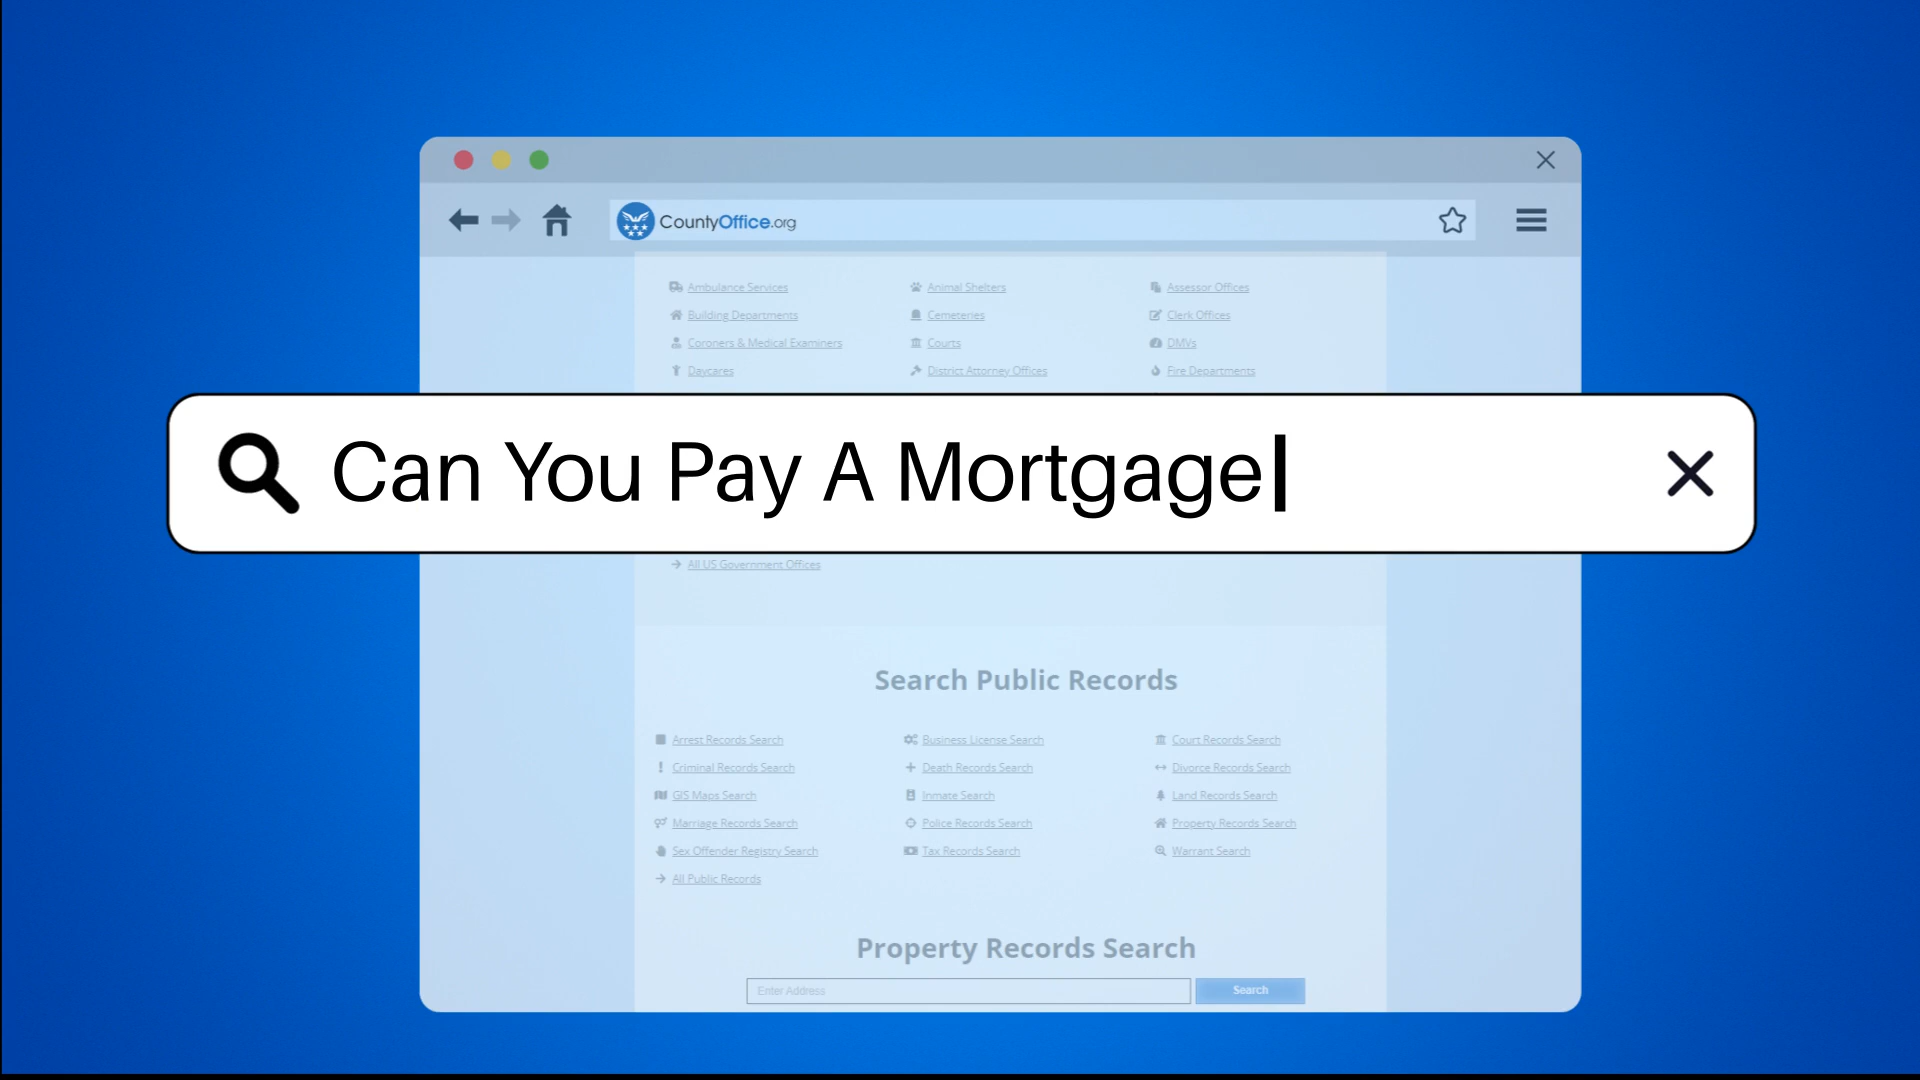 CountyOffice.org
Ambulance Services Animal Shelters Assessor Offices
Building Departments Cemeteries Clerk Offices
Coroners & Medical Examiners Courts DMVs
Daycares District Attorney Offices Fire Departments
Can You Pay A Mortgage
All US Government Offices
Search Public Records
Arrest Records Search Business License Search Court Records Search
Criminal Records Search Death Records Search Divorce Records Search
GIS Maps Search Inmate Search Land Records Search
Marriage Records Search Police Records Search Property Records Search
Sex Offender Registry Search Tax Records Search Warrant Search
All Public Records
Property Records Search
Enter Address Search